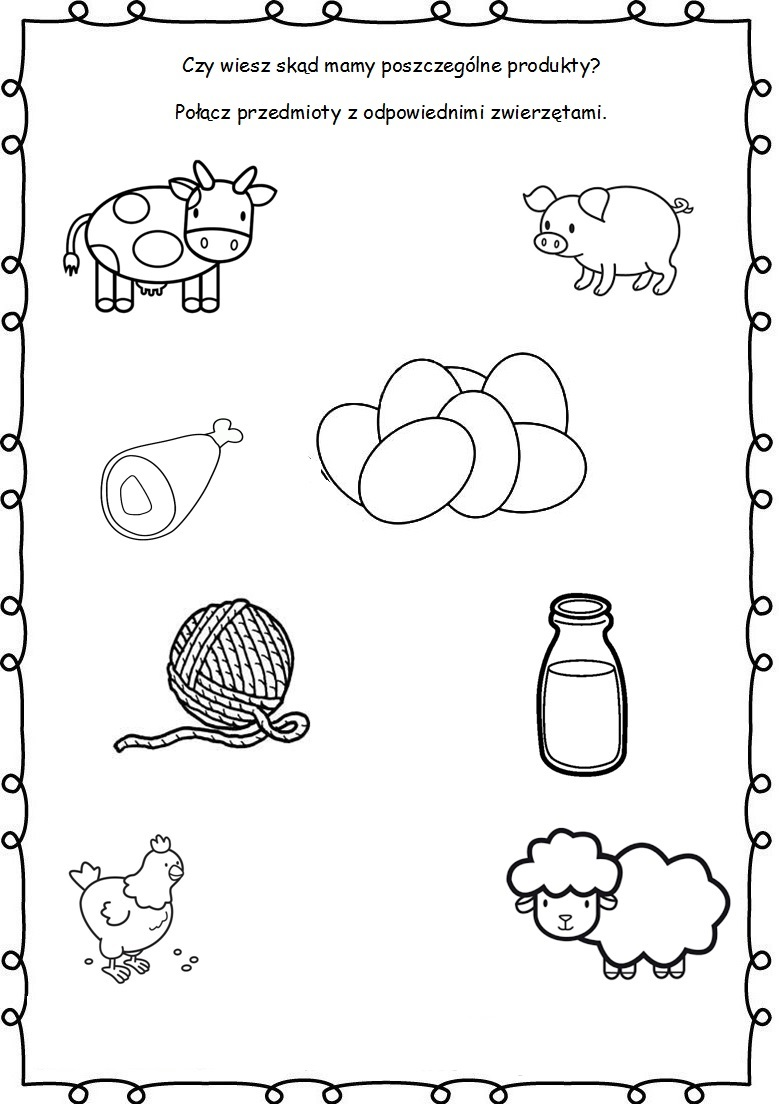 Czy wiesz skąd mamy poszczególne produkty?
Połącz przedmioty z odpowiednimi zwierzętami.